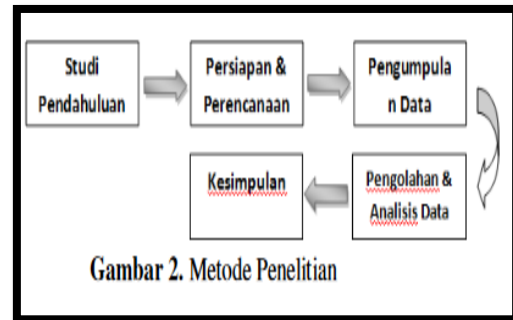 Studi
Pendahuluan
Persiapan &
Perencanaan
Pengumpula
n Data
Pengolahan &
Analisis Data
Kesimpulan
Gambar 2. Metode Penelitian